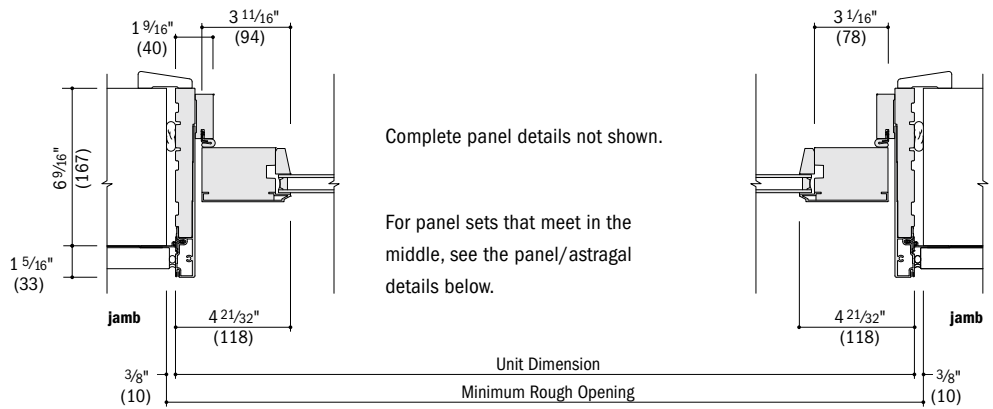 1 9/16"
(40)
3 11/16"
(94)
3 1/16"
(78)
6 9/16"
(167)
1 5/16"
(33)
Complete panel details not shown.
For panel sets that meet in the
middle, see the panel/astragal
details below.
jamb
jamb
4 21/32"
(118)
4 21/32"
(118)
Unit Dimension
3/8"
(10)
Minimum Rough Opening
3/8"
(10)